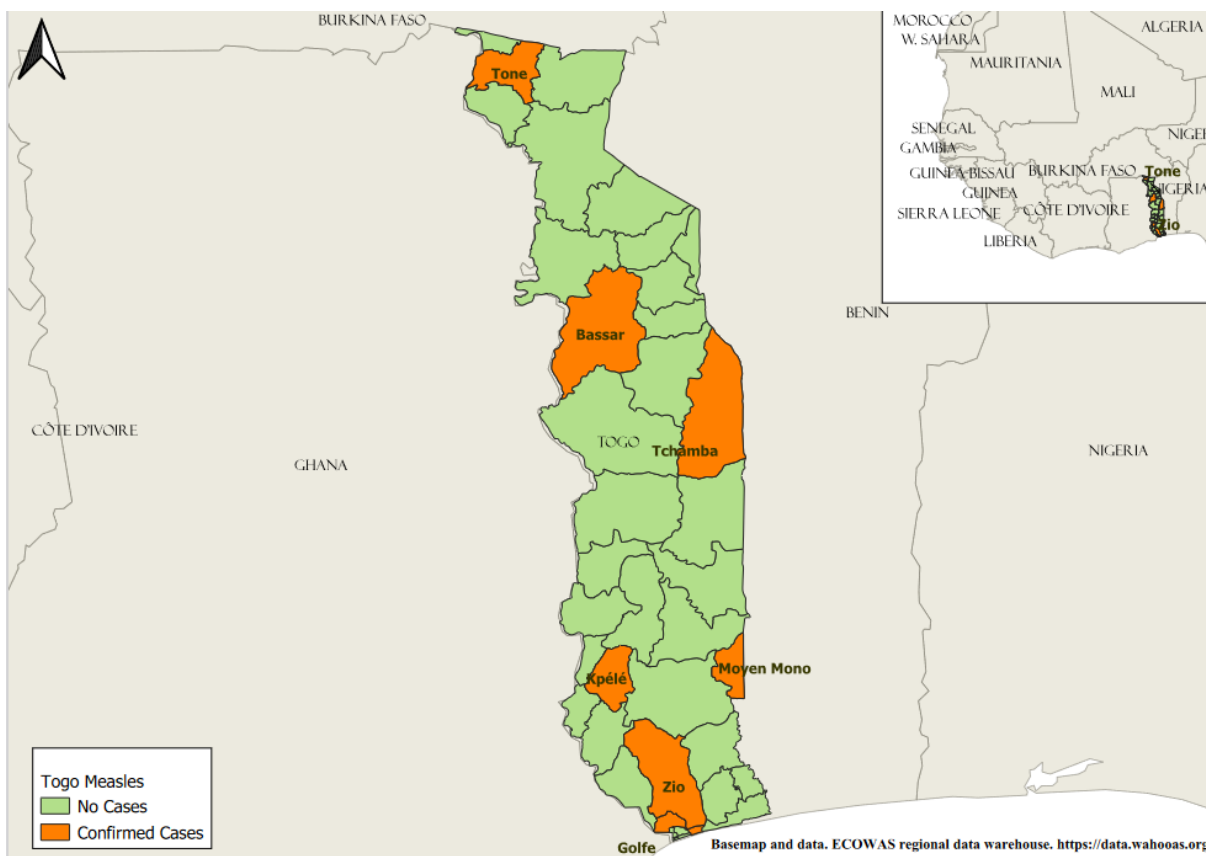 BURKINA FASO
Tone
Bassar
BENIN
CÔTE D'IVOIRE
TOGO
Tchamba
GHANA
NIGERIA
Kpélé
Moyen Mono
Zio
Golfe
Togo Measles
No Cases
Confirmed Cases
MOROCCO
W. SAHARA
ALGERIA
MAURITANIA
MALI
SENEGAL
NIGE
GAMBIA
GUINEA-BISSAU
BURKINA FASO
Tone
GUINEA
NIGERIA
SIERRA LEONE
CÔTE D'IVOIRE
Zio
LIBERIA
Basemap and data. ECOWAS regional data warehouse. https://data.wahooas.org